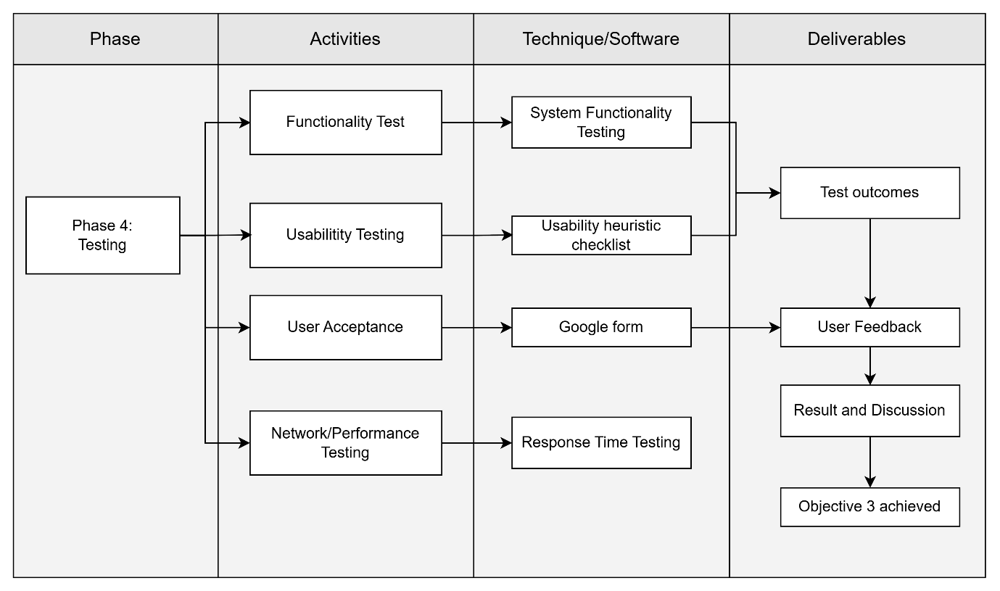 Phase
Activities
Technique/Software
Deliverables
Phase 4:
Testing
Functionality Test
Usabilitity Testing
User Acceptance
Network/Performance
Testing
System Functionality
Testing
Usability heuristic
checklist
Google form
Response Time Testing
Test outcomes
User Feedback
Result and Discussion
Objective 3 achieved